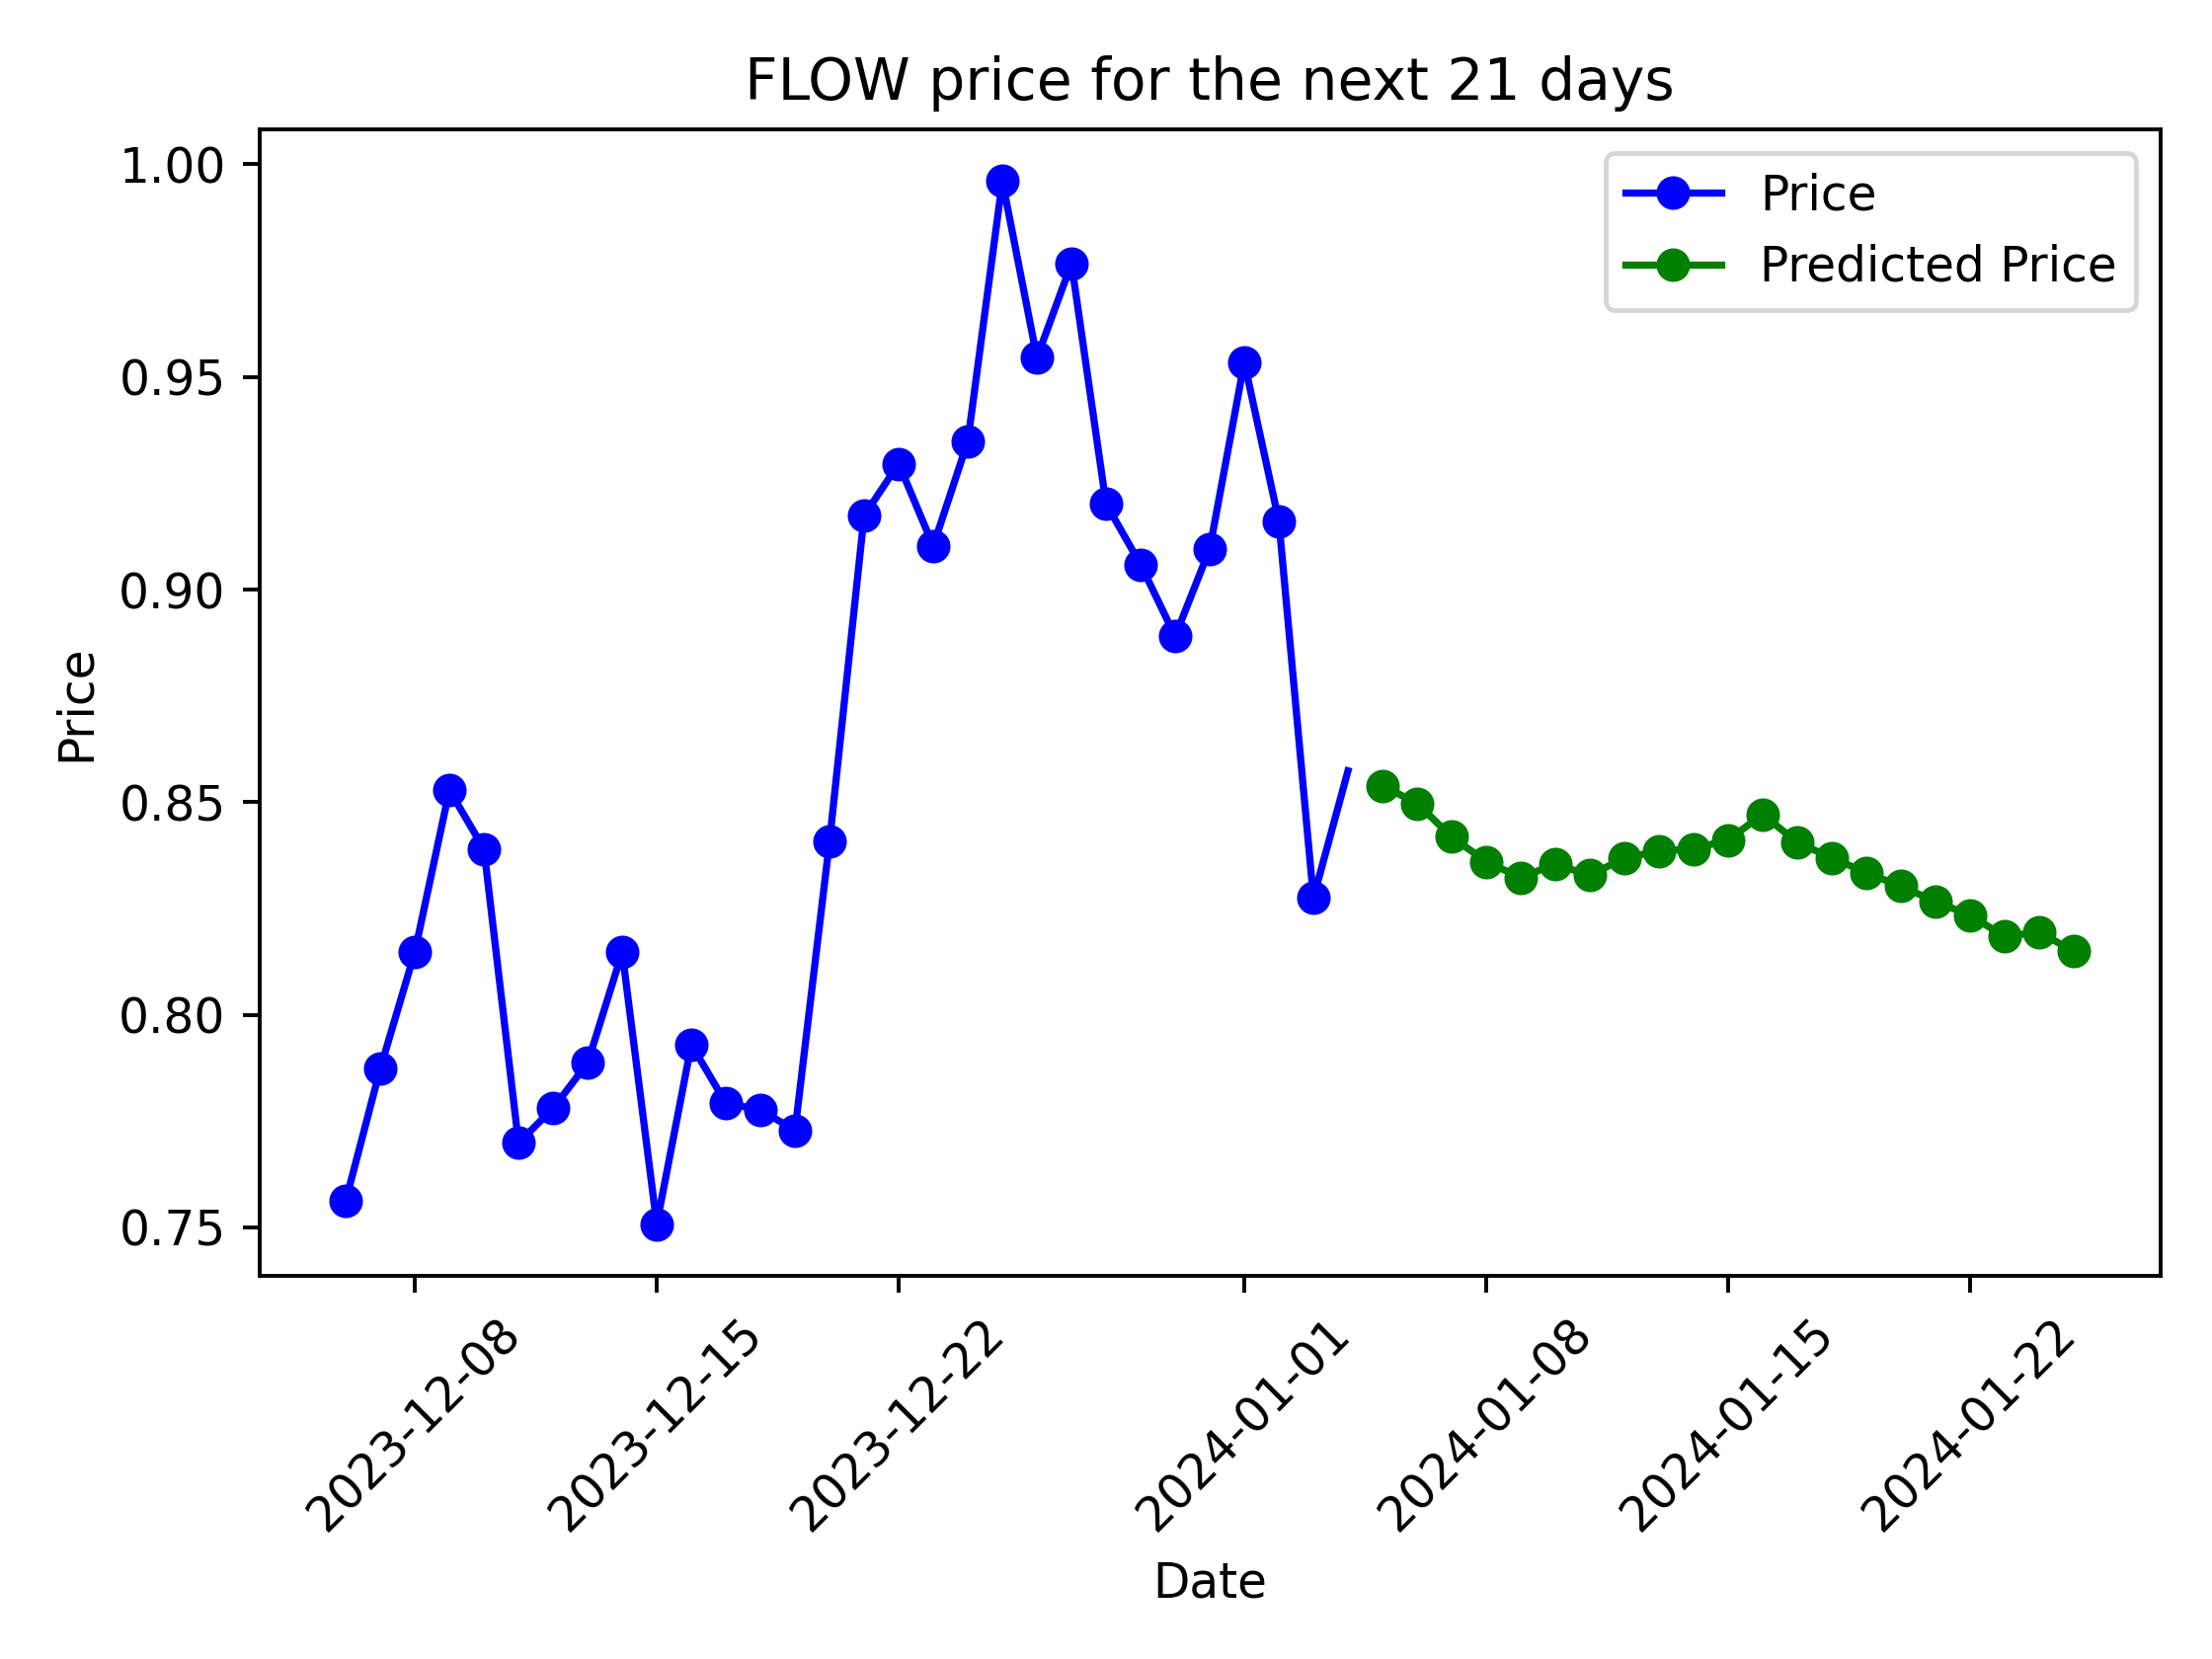 FLOW price for the next 21 days
Price
Predicted Price
1.00
0.95
0.90
0.85
0.80
0.75
Price
2023-12-08
2023-12-15
2023-12-22
2024-01-01
2024-01-08
2024-01-15
2024-01-22
Date